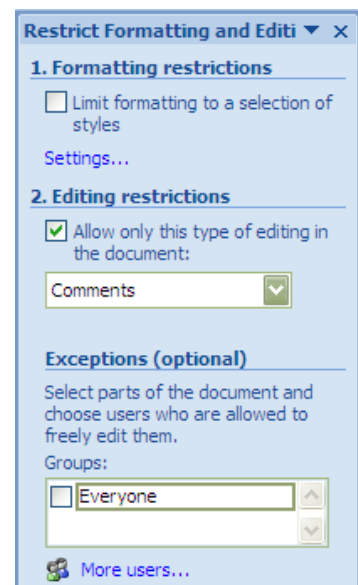 Restrict Formatting and Editi
1. Formatting restrictions
Limit formatting to a selection of
styles
Settings...
2. Editing restrictions
Allow only this type of editing in
the document:
Comments
Exceptions (optional)
Select parts of the document and
choose users who are allowed to
freely edit them.
Groups:
Everyone
More users...